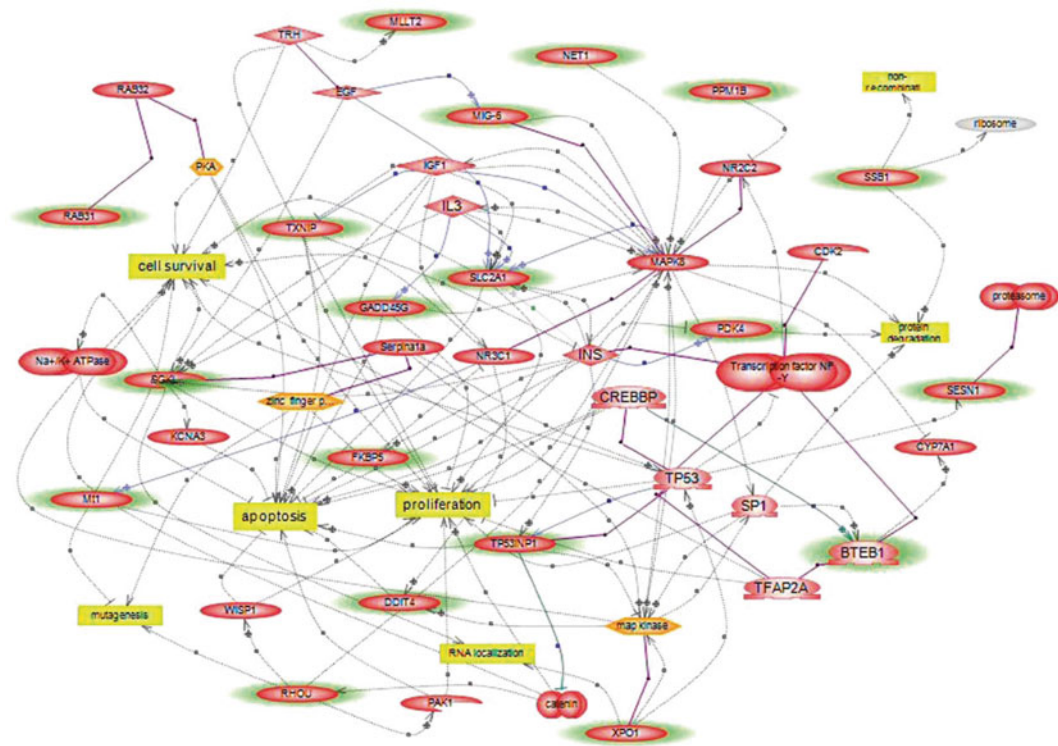 MLLT2
TRH
NET1
RAB32
EGF
PPM1B
non-
recombinati...
MIG-6
ribosome
PKA
IGF1
NR2C2
SSB1
RAB31
IL3
TXNIP
cell survival
SLC2A1
MAPK8
CDK2
proteasome
GADD45G
PDK4
protein
degradation
Serpina1a
NR3C1
INS
Na+/K+ ATPase
Transcription factor NF
-Y
zinc finger p...
CREBBP
SESN1
KCNA3
FKBP5
CYP7A1
TP53
Mt1
proliferation
SP1
apoptosis
TP53INP1
BTEB1
TFAP2A
mutagenesis
WISP1
DDIT4
map kinase
RNA localization
RHOU
PAK1
catenin
XPO1